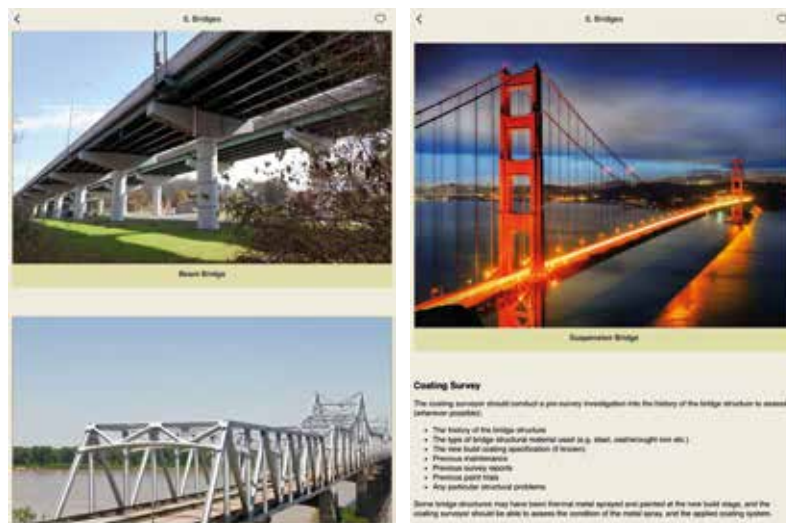 5. Bridges
Beam Bridge
5. Bridges
Suspension Bridge
Coating Survey
The coating surveyor should conduct a pre-survey investigation into the history of the bridge structure to assess
(wherever possible):
• The history of the bridge structure
• The type of bridge structural material used (e.g. steel, cast/wrought iron etc.)
• The new build coating specification (if known)
• Previous maintenance
• Previous survey reports
• Previous paint trials
• Any particular structural problems
Some bridge structures may have been thermal metal sprayed and painted at the new build stage, and the
coating surveyor should be able to assess the condition of the metal spray, and the applied coating system.